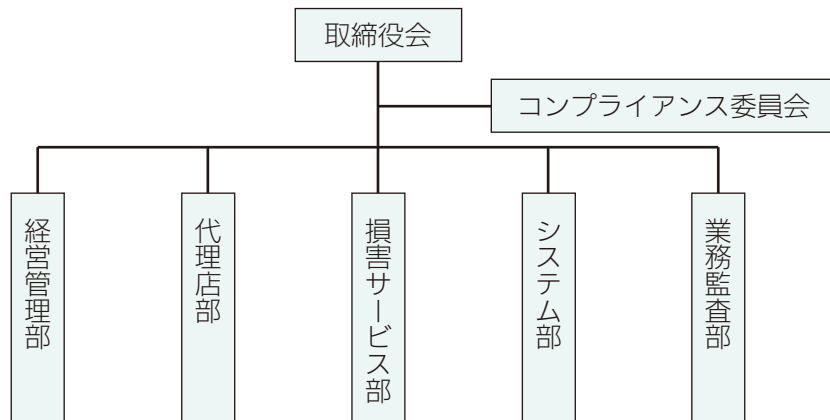 取締役会
コンプライアンス委員会
経営管理部
代理店部
損害サービス部
システム部
業務監査部